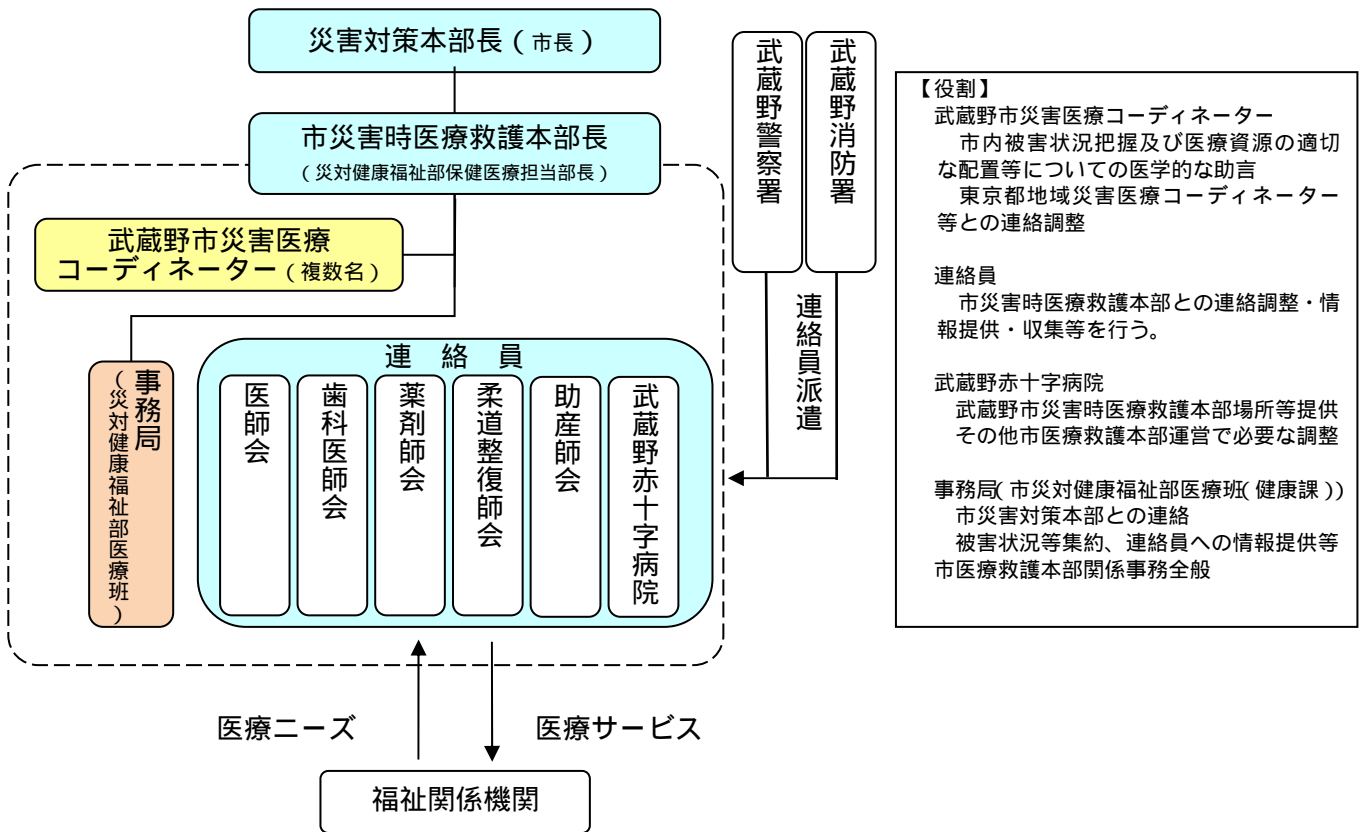 災害対策本部長（市長）
市災害時医療救護本部長
（災対健康福祉部保健医療担当部長）
武蔵野市災害医療
コーディネーター（複数名）
事務局
（災対健康福祉部医療班）
連　絡　員
医師会
歯科医師会
薬剤師会
柔道整復師会
助産師会
武蔵野赤十字病院
武蔵野警察署
武蔵野消防署
連絡員派遣
医療ニーズ
医療サービス
福祉関係機関
【役割】
武蔵野市災害医療コーディネーター
市内被害状況把握及び医療資源の適切
な配置等についての医学的な助言
東京都地域災害医療コーディネーター
等との連絡調整
連絡員
市災害時医療救護本部との連絡調整・情
報提供・収集等を行う。
武蔵野赤十字病院
武蔵野市災害時医療救護本部場所等提供
その他市医療救護本部運営で必要な調整
事務局（市災対健康福祉部医療班（健康課））
市災害対策本部との連絡
被害状況等集約、連絡員への情報提供等
市医療救護本部関係事務全般